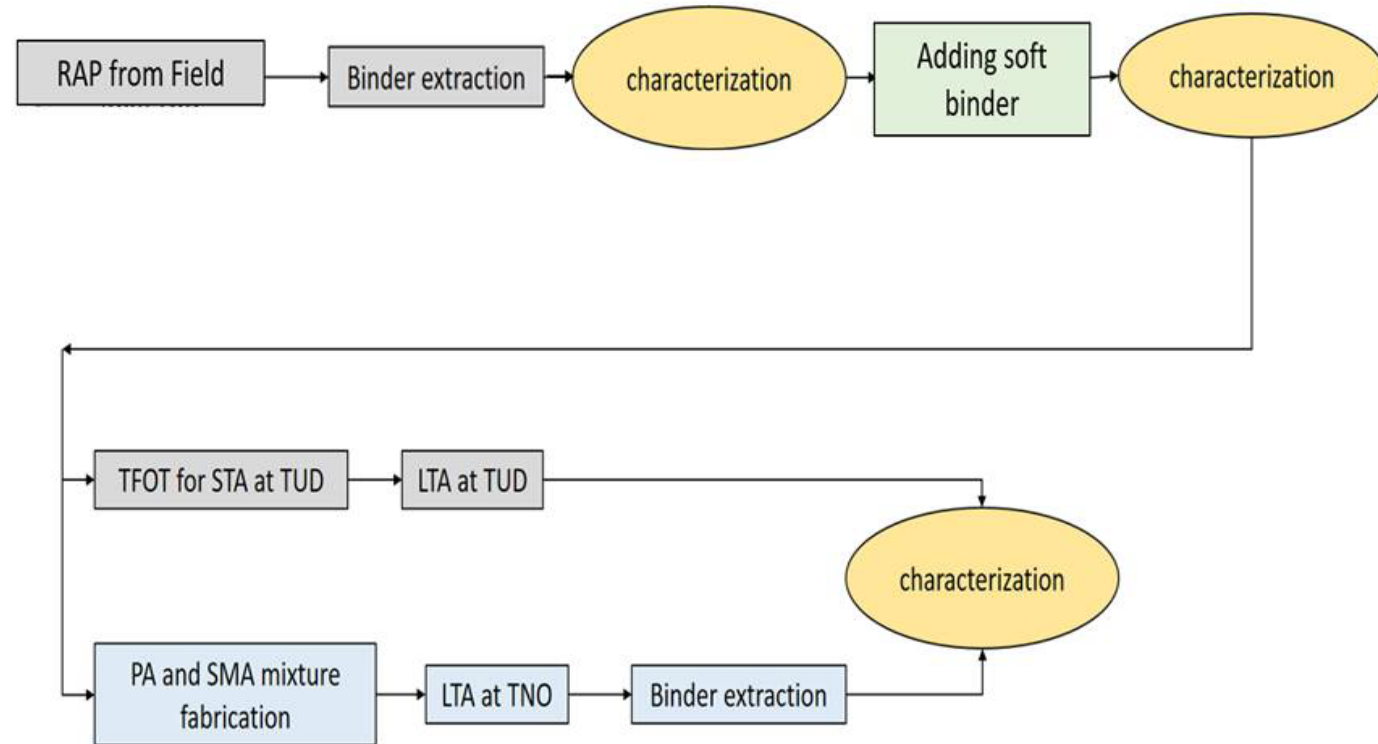 RAP from Field
Binder extraction
characterization
Adding soft
binder
characterization
TFOT for STA at TUD
LTA at TUD
characterization
PA and SMA mixture
fabrication
LTA at TNO
Binder extraction